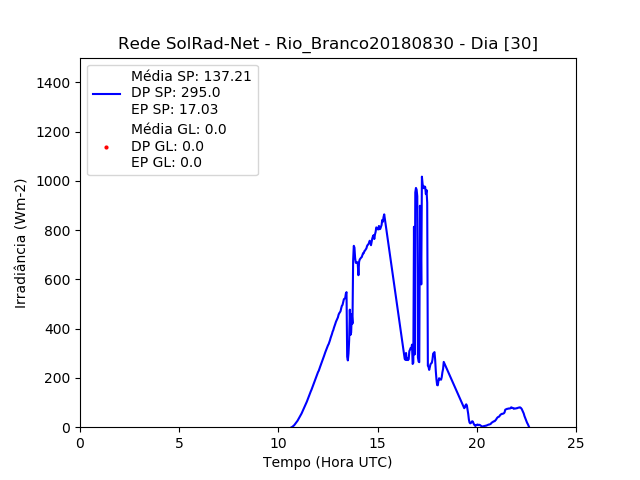 Rede SolRad-Net - Rio_Branco20180830 - Dia [30]
Média SP: 137.21
DP SP: 295.0
EP SP: 17.03
Média GL: 0.0
DP GL: 0.0
EP GL: 0.0
1400
1200
1000
800
600
400
200
0
Irradiância (Wm-2)
0 5 10 15 20 25
Tempo (Hora UTC)